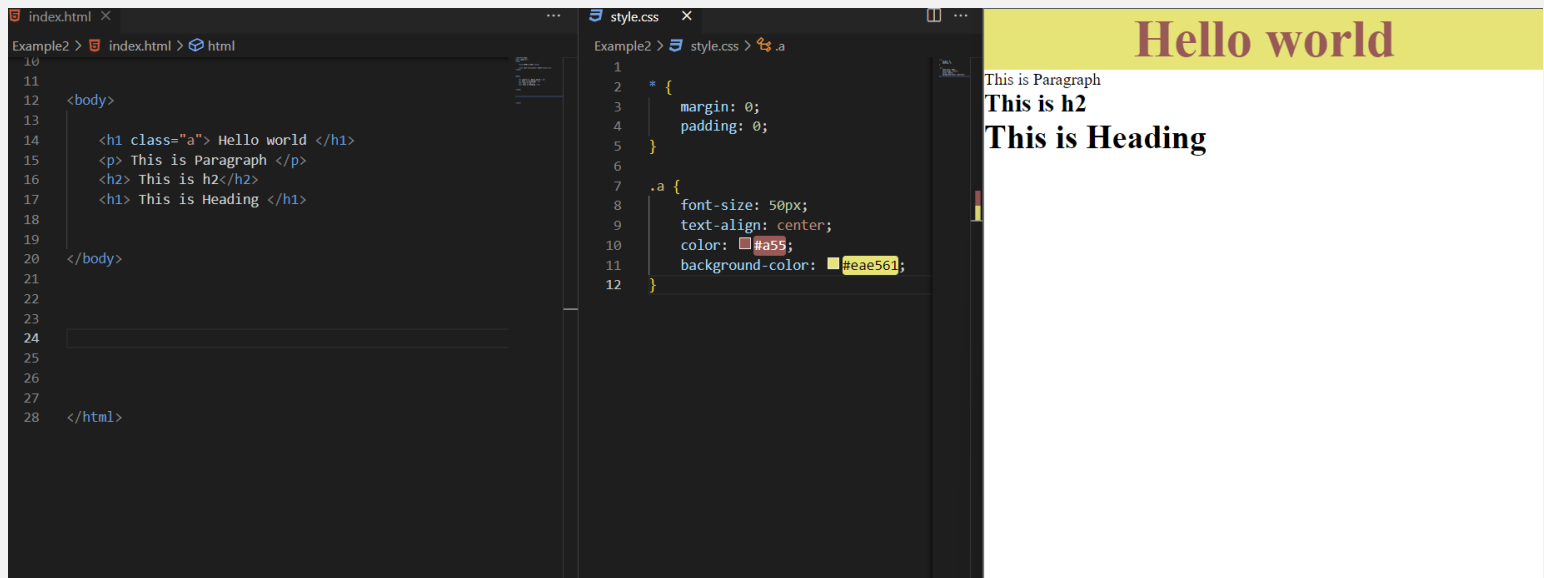 index.html
Example2 > index.html > html
10
11
12 <body>
13
14 <h1 class="a"> Hello world </h1>
15 <p> This is Paragraph </p>
16 <h2> This is h2</h2>
17 <h1> This is Heading </h1>
18
19
20 </body>
21
22
23
24
25
26
27
28 </html>
style.css
Example2 > style.css > .a
1
2 * {
3 margin: 0;
4 padding: 0;
5 }
6
7 .a {
8 font-size: 50px;
9 text-align: center;
10 color: #a55;
11 background-color: #eae561;
12 }
Hello world
This is Paragraph
This is h2
This is Heading